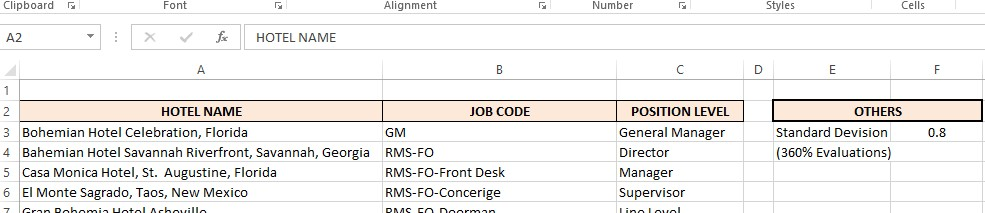 Clipboard Font Alignment Number Styles Cells
A2 fx HOTEL NAME
A B C D E F
1
2 HOTEL NAME JOB CODE POSITION LEVEL OTHERS
3 Bohemian Hotel Celebration, Florida GM General Manager Standard Devision 0.8
4 Bahemian Hotel Savannah Riverfront, Savannah, Georgia RMS-FO Director (360% Evaluations)
5 Casa Monica Hotel, St. Augustine, Florida RMS-FO-Front Desk Manager
6 El Monte Sagrado, Taos, New Mexico RMS-FO-Concerige Supervisor
7 Gran Bohemia Hotel Asheville RMS-FO-Doorman Line Level